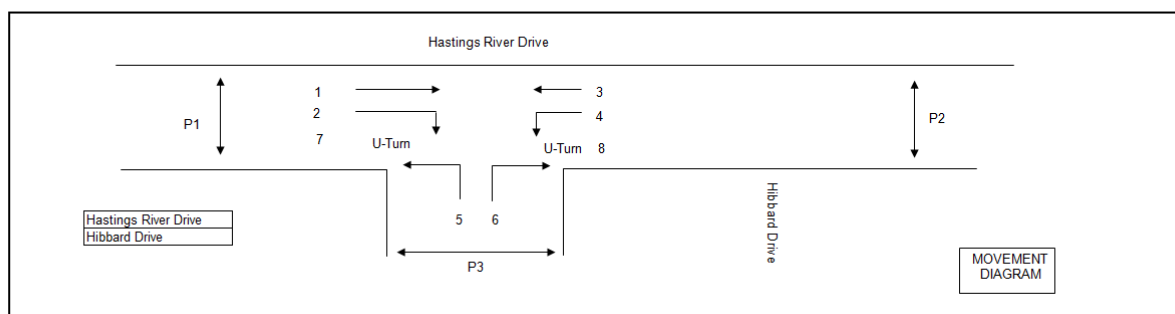 Hastings River Drive
1
3
2
4
P1
P2
7
U-Turn
U-Turn 8
5
6
Hibbard Drive
Hastings River Drive
Hibbard Drive
P3
MOVEMENT
DIAGRAM